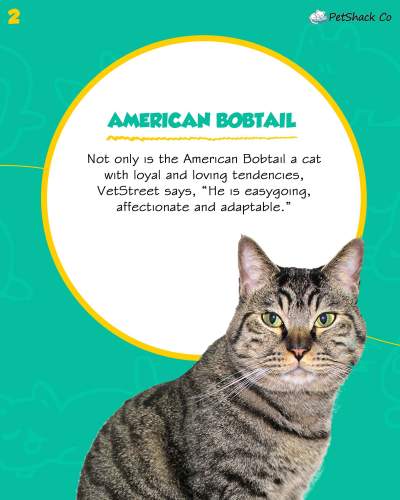 2
PetShack Co
AMERICAN BOBTAIL
Not only is the American Bobtail a cat
with loyal and loving tendencies,
VetStreet says, “He is easygoing,
affectionate and adaptable.”